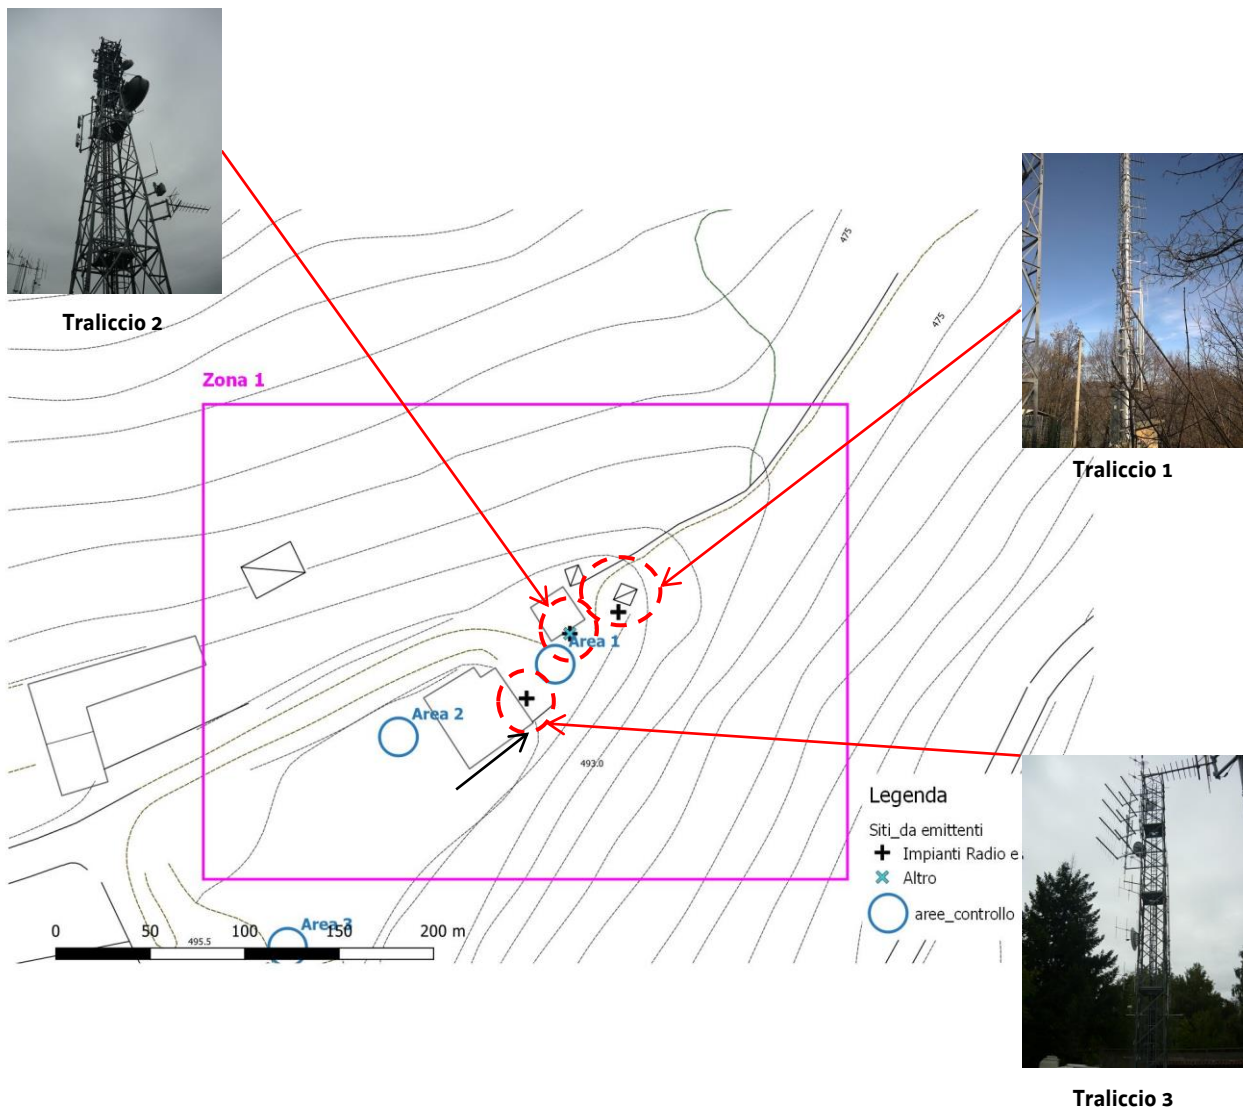 Traliccio 2
475
475
Traliccio 1
Zona 1
Area 1
Area 2
493.0
Legenda
Siti_da emittenti
Impianti Radio e
Altro
aree_controllo
Area 3
0 50 100 150 200 m
495.5
Traliccio 3